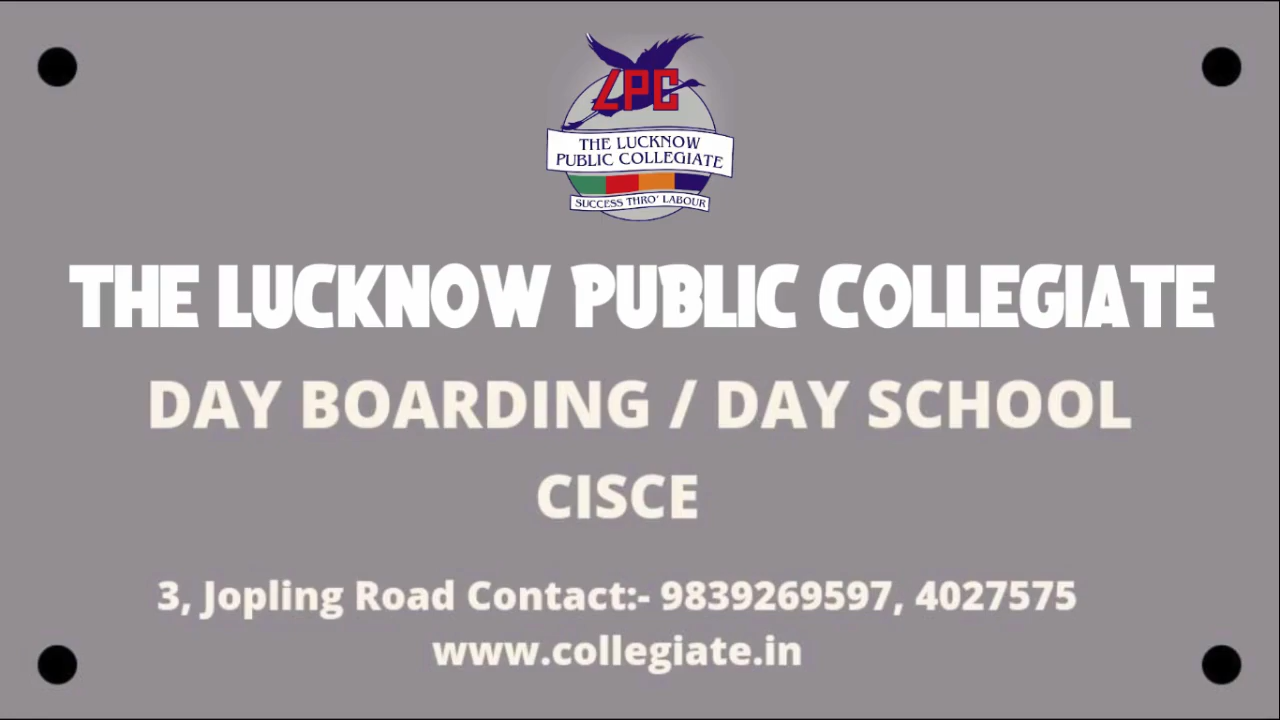 LPC
THE LUCKNOW
PUBLIC COLLEGIATE
SUCCESS THRO' LABOUR
THE LUCKNOW PUBLIC COLLEGIATE
DAY BOARDING / DAY SCHOOL
CISCE
3, Jopling Road Contact:- 9839269597, 4027575
www.collegiate.in